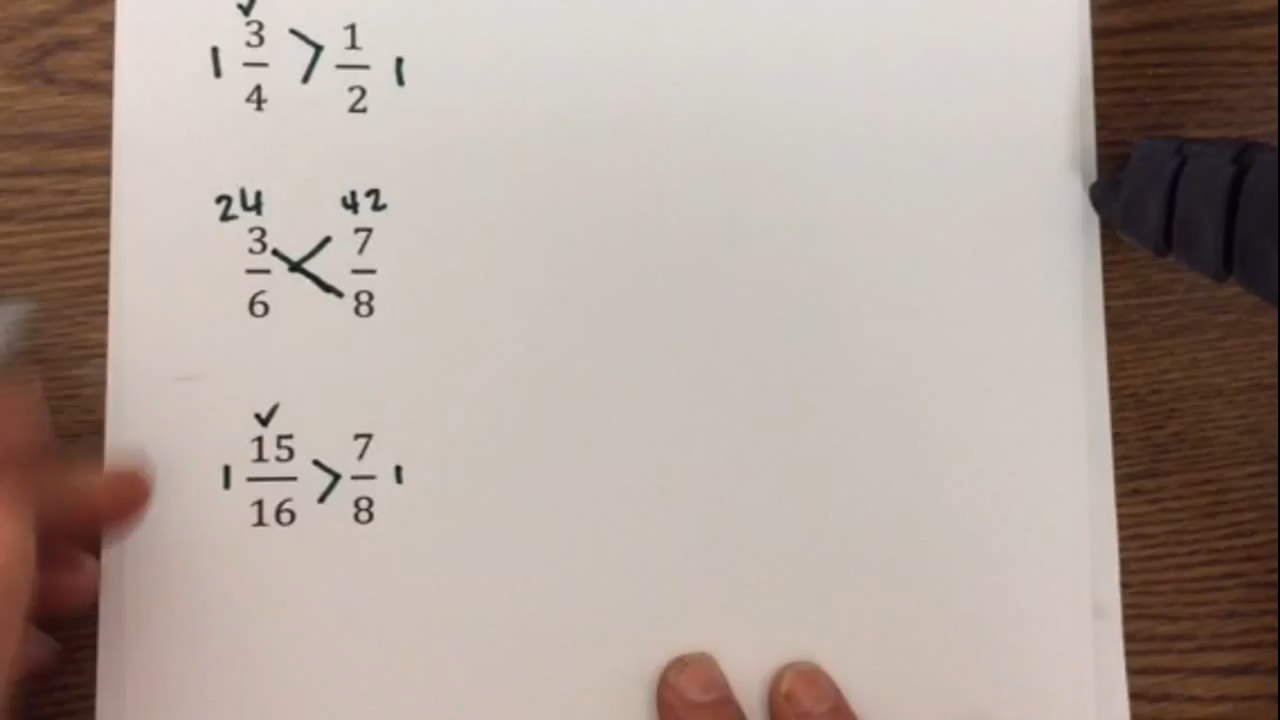 ✓
1 3/4 > 1/2 1
24 42
3/6 < 7/8
✓
1 15/16 > 7/8 1